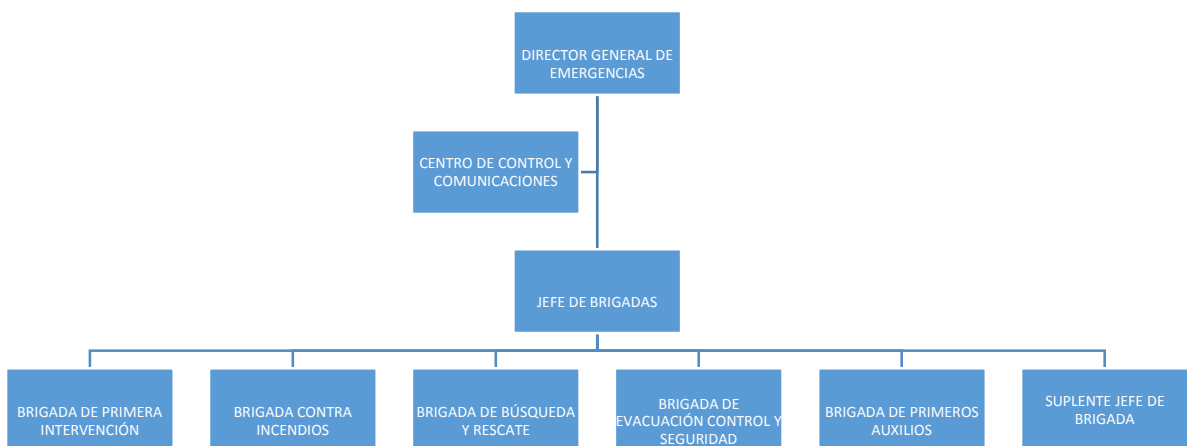 DIRECTOR GENERAL DE
EMERGENCIAS
CENTRO DE CONTROL Y
COMUNICACIONES
JEFE DE BRIGADAS
BRIGADA DE PRIMERA
INTERVENCIÓN
BRIGADA CONTRA
INCENDIOS
BRIGADA DE BÚSQUEDA
Y RESCATE
BRIGADA DE
EVACUACIÓN CONTROL Y
SEGURIDAD
BRIGADA DE PRIMEROS
AUXILIOS
SUPLENTE JEFE DE
BRIGADA